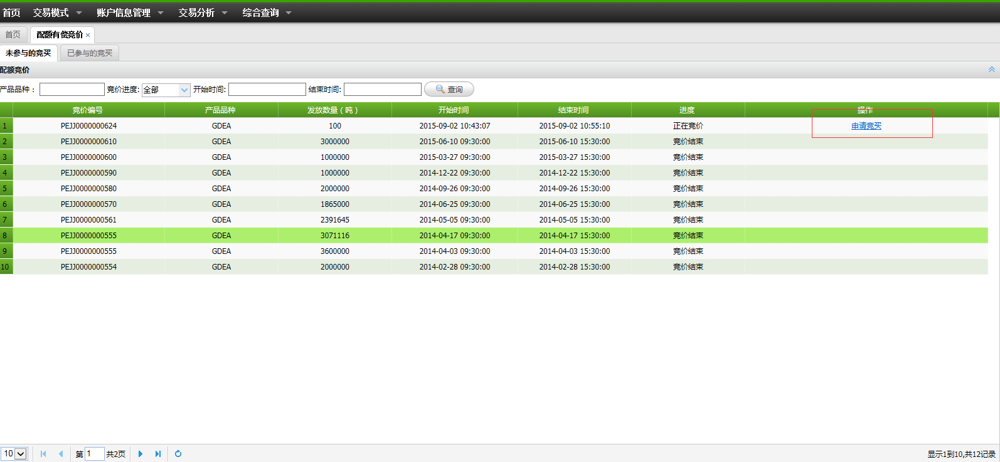 首页 交易模式 账户信息管理 交易分析 综合查询
首页 配额有偿竞价 ×
未参与的竞买 已参与的竞买
配额竞价
产品品种： 竞价进度: 全部 开始时间: 结束时间: 查询
竞价编号 产品品种 发放数量（吨） 开始时间 结束时间 进度 操作
1 PEJJ0000000624 GDEA 100 2015-09-02 10:43:07 2015-09-02 10:55:10 正在竞价 申请竞买
2 PEJJ0000000610 GDEA 3000000 2015-06-10 09:30:00 2015-06-10 15:30:00 竞价结束
3 PEJJ0000000600 GDEA 1000000 2015-03-27 09:30:00 2015-03-27 15:30:00 竞价结束
4 PEJJ0000000590 GDEA 1000000 2014-12-22 09:30:00 2014-12-22 15:30:00 竞价结束
5 PEJJ0000000580 GDEA 2000000 2014-09-26 09:30:00 2014-09-26 15:30:00 竞价结束
6 PEJJ0000000570 GDEA 1865000 2014-06-25 09:30:00 2014-06-25 15:30:00 竞价结束
7 PEJJ0000000561 GDEA 2391645 2014-05-05 09:30:00 2014-05-05 15:30:00 竞价结束
8 PEJJ0000000555 GDEA 3071116 2014-04-17 09:30:00 2014-04-17 15:30:00 竞价结束
9 PEJJ0000000555 GDEA 3600000 2014-04-03 09:30:00 2014-04-03 15:30:00 竞价结束
10 PEJJ0000000554 GDEA 2000000 2014-02-28 09:30:00 2014-02-28 15:30:00 竞价结束
10 第 1 共2页 显示1到10,共12记录